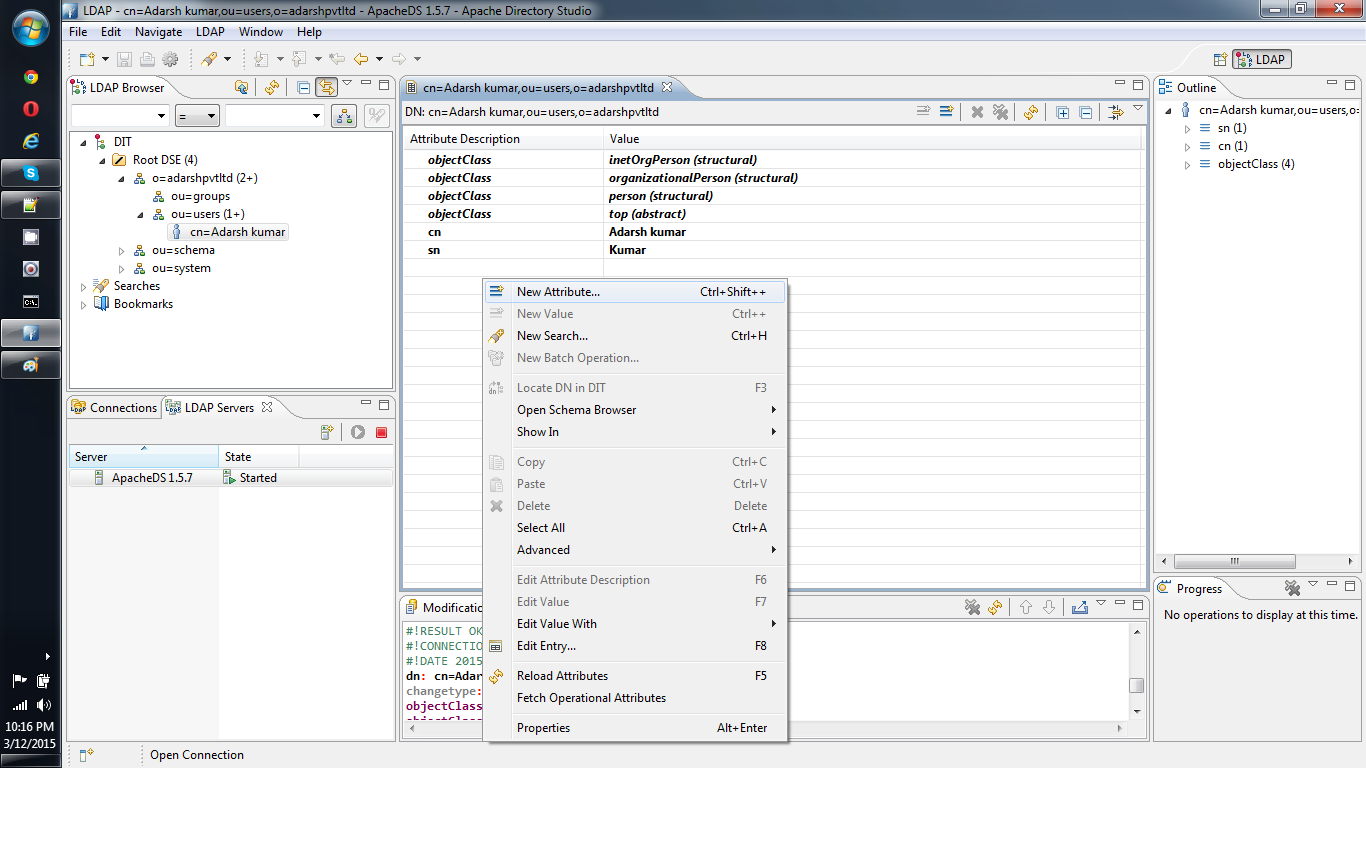 LDAP - cn=Adarsh kumar,ou=users,o=adarshpvtltd - ApacheDS 1.5.7 - Apache Directory Studio
File Edit Navigate LDAP Window Help
LDAP
LDAP Browser
=
DIT
Root DSE (4)
o=adarshpvtltd (2+)
ou=groups
ou=users (1+)
cn=Adarsh kumar
ou=schema
ou=system
Searches
Bookmarks
Connections LDAP Servers
Server State
ApacheDS 1.5.7 Started
cn=Adarsh kumar,ou=users,o=adarshpvtltd
DN: cn=Adarsh kumar,ou=users,o=adarshpvtltd
Attribute Description Value
objectClass inetOrgPerson (structural)
objectClass organizationalPerson (structural)
objectClass person (structural)
objectClass top (abstract)
cn Adarsh kumar
sn Kumar
New Attribute... Ctrl+Shift++
New Value Ctrl++
New Search... Ctrl+H
New Batch Operation...
Locate DN in DIT F3
Open Schema Browser
Show In
Copy Ctrl+C
Paste Ctrl+V
Delete Delete
Select All Ctrl+A
Advanced
Edit Attribute Description F6
Edit Value F7
Edit Value With
Edit Entry... F8
Reload Attributes F5
Fetch Operational Attributes
Properties Alt+Enter
Modificatio
#!RESULT OK
#!CONNECTIO
#!DATE 2015
dn: cn=Adar
changetype:
objectClass
objectClass
Outline
cn=Adarsh kumar,ou=users,o=
sn (1)
cn (1)
objectClass (4)
Progress
No operations to display at this time.
10:16 PM
3/12/2015
Open Connection